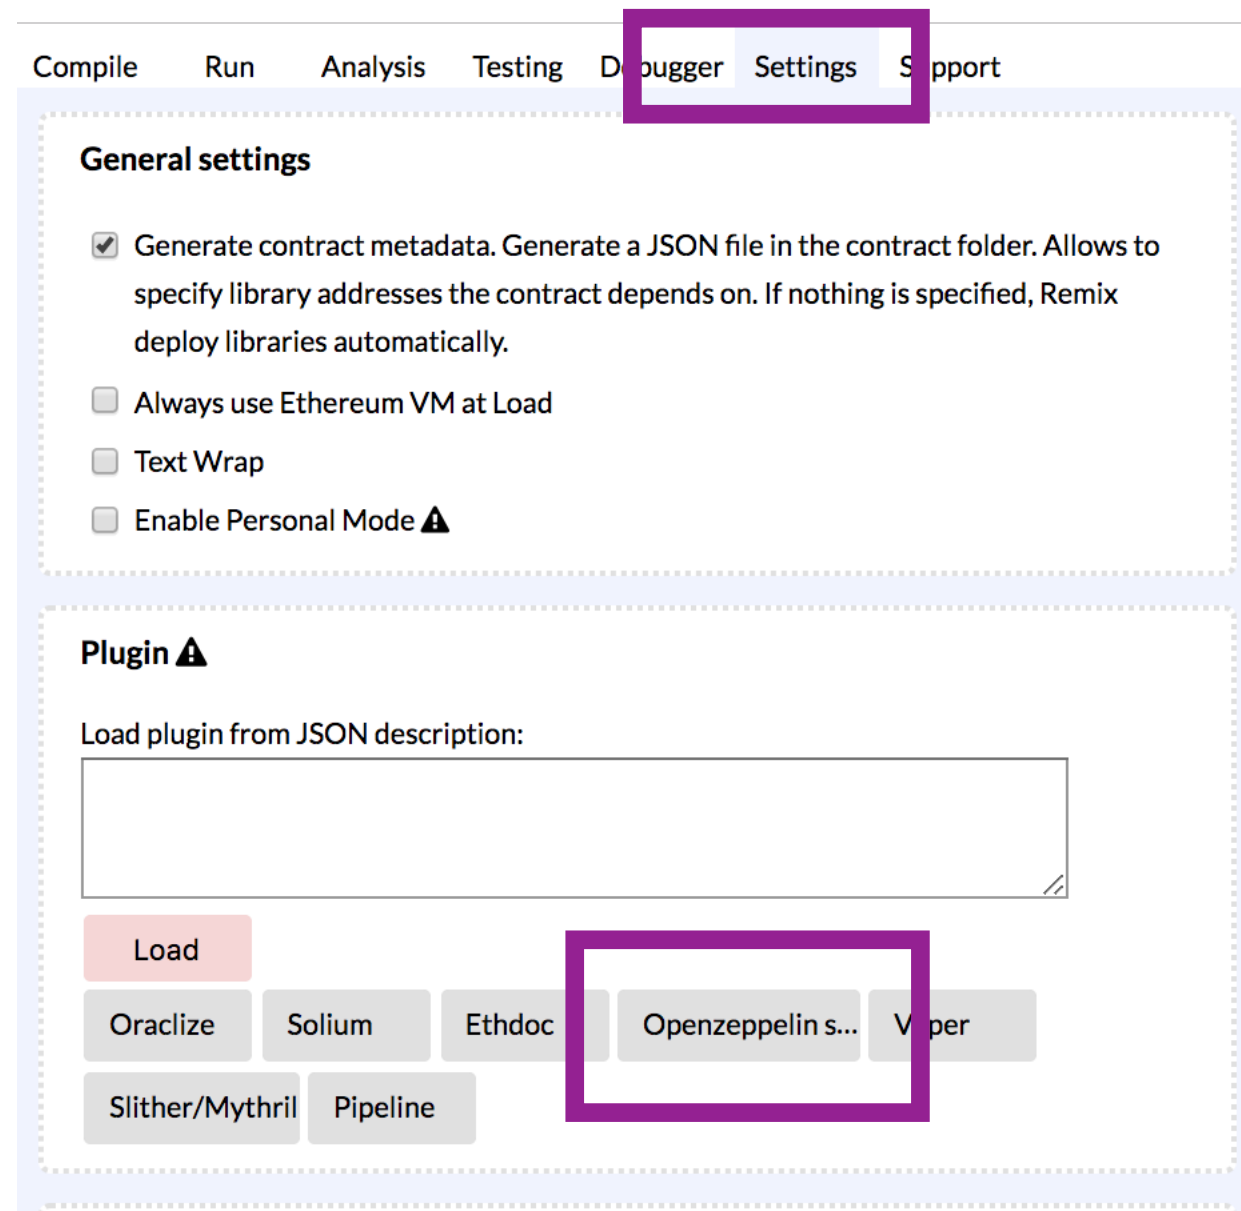 Compile Run Analysis Testing Debugger Settings Support
General settings
Generate contract metadata. Generate a JSON file in the contract folder. Allows to
specify library addresses the contract depends on. If nothing is specified, Remix
deploy libraries automatically.
Always use Ethereum VM at Load
Text Wrap
Enable Personal Mode
Plugin
Load plugin from JSON description:
Load
Oraclize Solium Ethdoc Openzeppelin s... Vyper
Slither/Mythril Pipeline